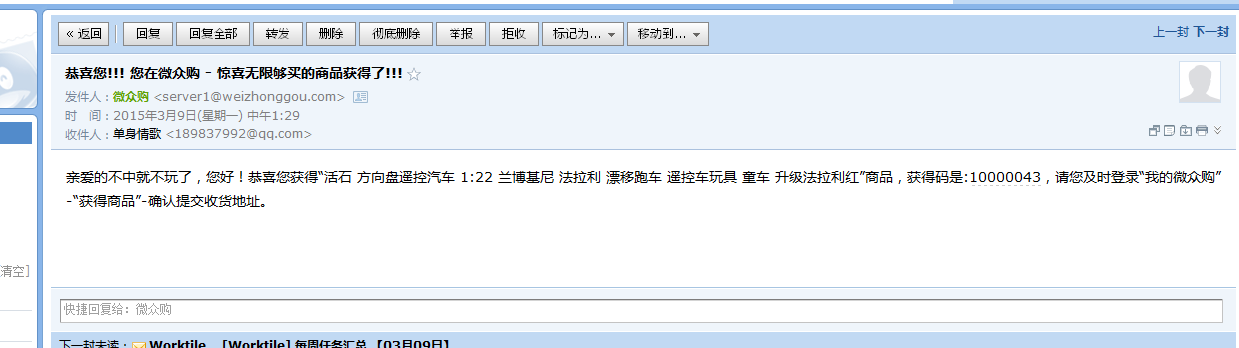 « 返回 回复 回复全部 转发 删除 彻底删除 举报 拒收 标记为... 移动到... 上一封 下一封
恭喜您!!! 您在微众购 - 惊喜无限够买的商品获得了!!!
发件人：微众购 <server1@weizhonggou.com>
时 间：2015年3月9日(星期一) 中午1:29
收件人：单身情歌 <189837992@qq.com>
亲爱的不中就不玩了，您好！恭喜您获得“活石 方向盘遥控汽车 1:22 兰博基尼 法拉利 漂移跑车 遥控车玩具 童车 升级法拉利红”商品，获得码是:10000043，请您及时登录“我的微众购”
-“获得商品”-确认提交收货地址。
清空]
快捷回复给：微众购
下一封未读： Worktile [Worktile] 每周任务汇总 【03月09日】